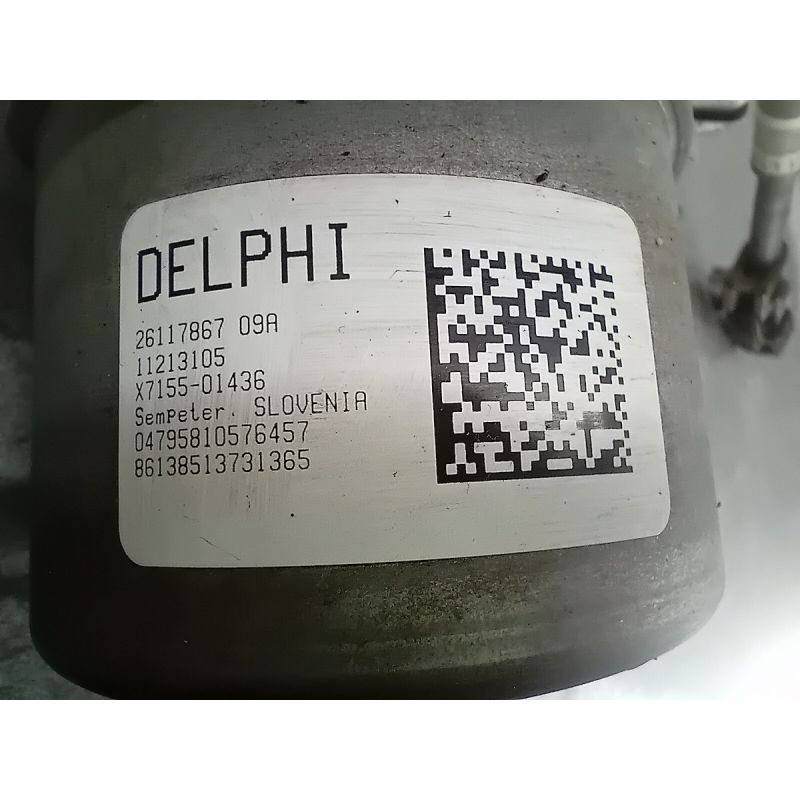 DELPHI
26117867 09A
11213105
X7155-01436
Sempeter. SLOVENIA
04795810576457
86138513731365